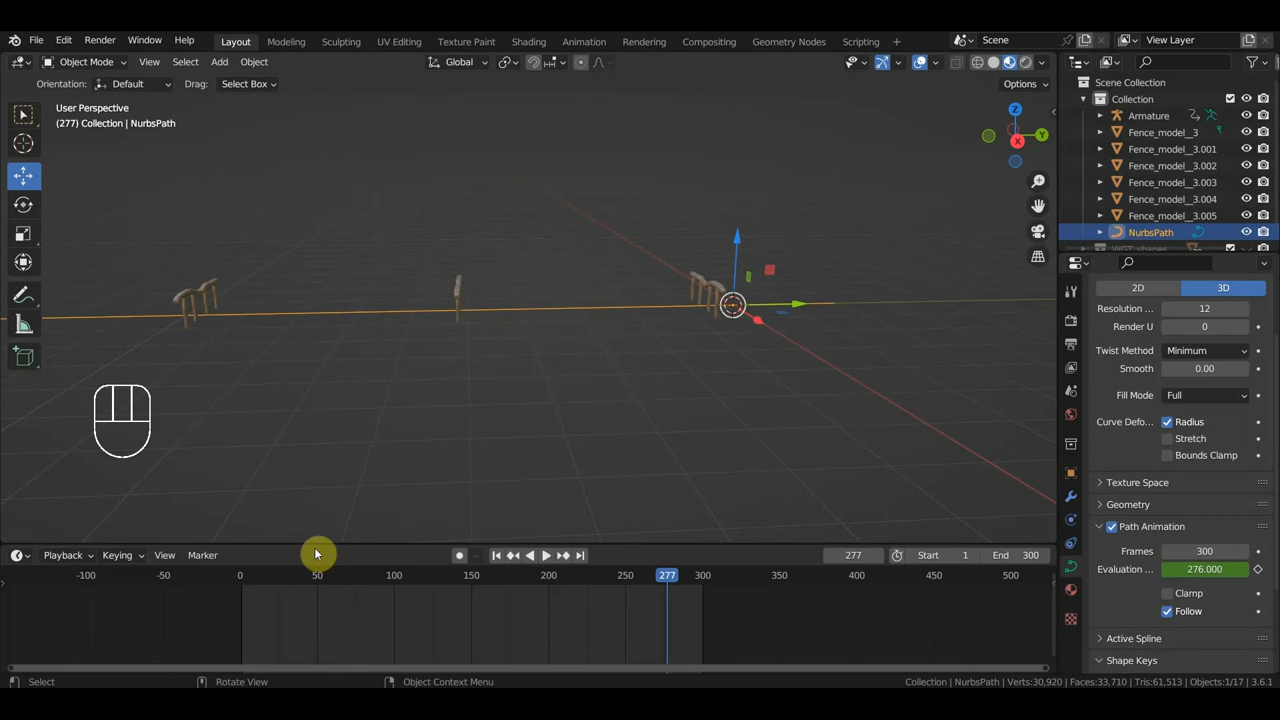 File Edit Render Window Help Layout Modeling Sculpting UV Editing Texture Paint Shading Animation Rendering Compositing Geometry Nodes Scripting + Scene View Layer
Object Mode View Select Add Object Global
Orientation: Default Drag: Select Box Options
User Perspective
(277) Collection | NurbsPath
Z
Y
X
Scene Collection
Collection
Armature
Fence_model__3
Fence_model__3.001
Fence_model__3.002
Fence_model__3.003
Fence_model__3.004
Fence_model__3.005
NurbsPath
WGT_shapes
2D 3D
Resolution ... 12
Render U 0
Twist Method Minimum
Smooth 0.00
Fill Mode Full
Curve Defo... Radius
Stretch
Bounds Clamp
Texture Space
Geometry
Path Animation
Frames 300
Evaluation ... 276.000
Clamp
Follow
Active Spline
Shape Keys
Playback Keying View Marker 277 Start 1 End 300
-100 -50 0 50 100 150 200 250 277 300 350 400 450 500
Select Rotate View Object Context Menu Collection | NurbsPath | Verts:30,920 | Faces:33,710 | Tris:61,513 | Objects:1/17 | 3.6.1